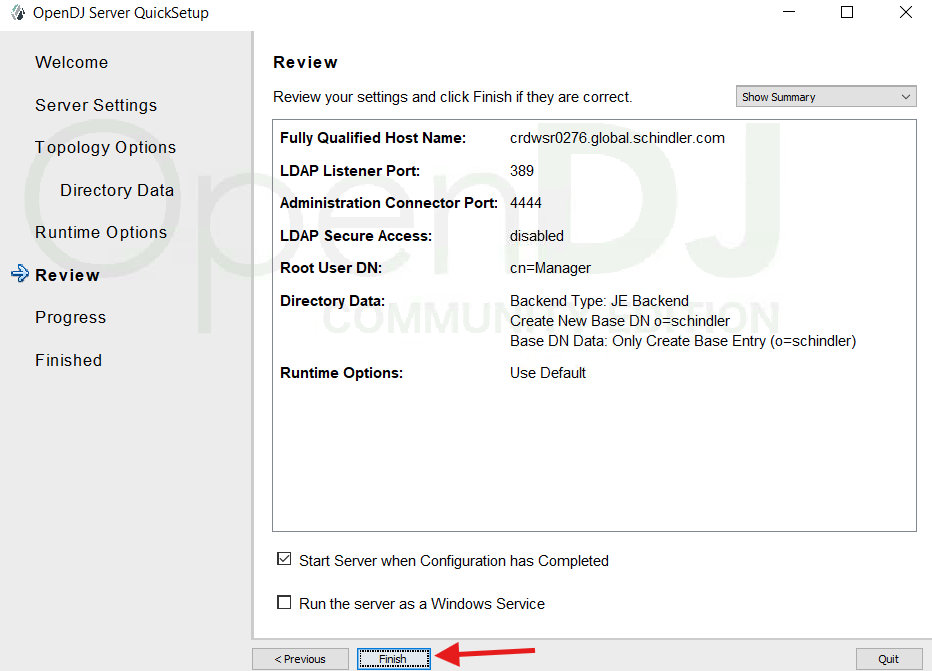 OpenDJ Server QuickSetup
Welcome
Server Settings
Topology Options
Directory Data
Runtime Options
Review
Progress
Finished
Review
Review your settings and click Finish if they are correct.
Show Summary
OpenDJ
COMMUNITY EDITION
Fully Qualified Host Name: crdwsr0276.global.schindler.com
LDAP Listener Port: 389
Administration Connector Port: 4444
LDAP Secure Access: disabled
Root User DN: cn=Manager
Directory Data: Backend Type: JE Backend
Create New Base DN o=schindler
Base DN Data: Only Create Base Entry (o=schindler)
Runtime Options: Use Default
Start Server when Configuration has Completed
Run the server as a Windows Service
< Previous
Finish
Quit